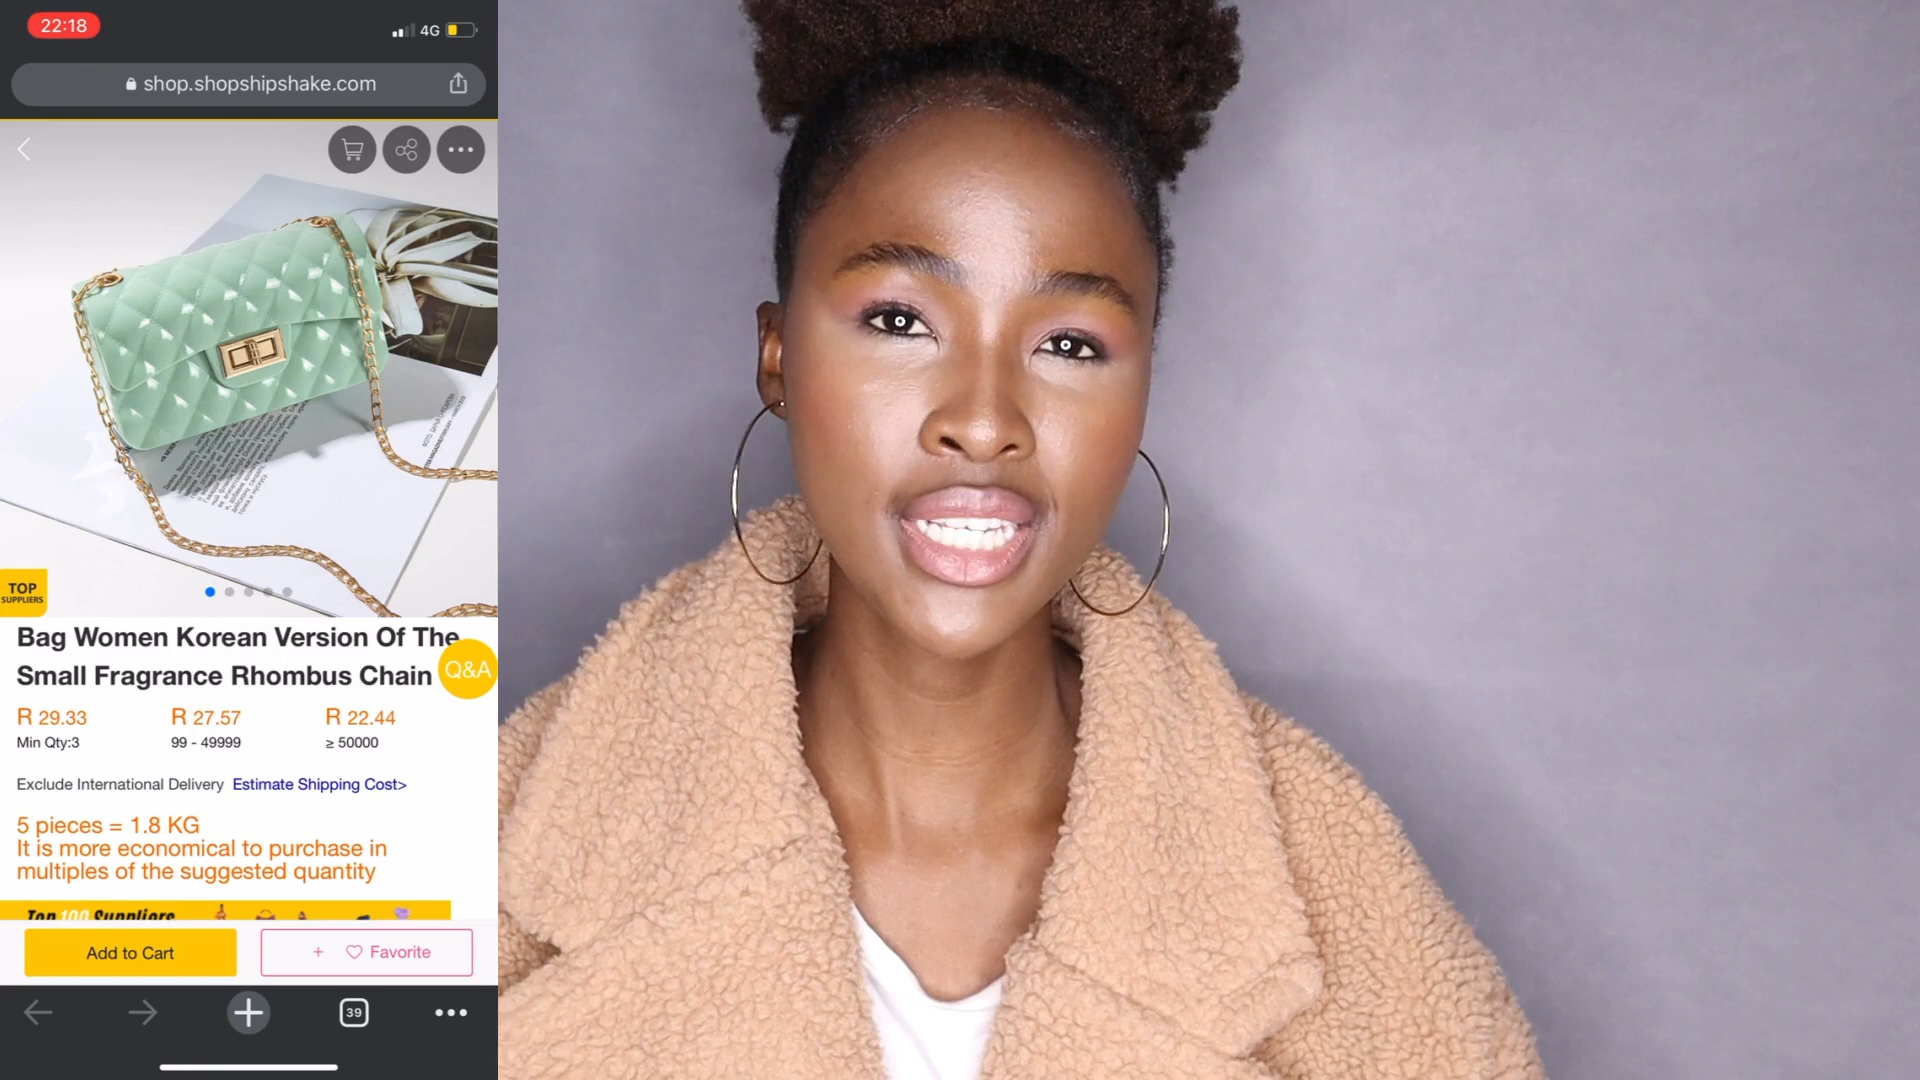 22:18
4G
shop.shopshipshake.com
TOP
SUPPLIERS
Bag Women Korean Version Of The
Small Fragrance Rhombus Chain
Q&A
R 29.33 R 27.57 R 22.44
Min Qty:3 99 - 49999 ≥ 50000
Exclude International Delivery Estimate Shipping Cost>
5 pieces = 1.8 KG
It is more economical to purchase in
multiples of the suggested quantity
Top 100 Suppliers
Add to Cart
+ Favorite
39